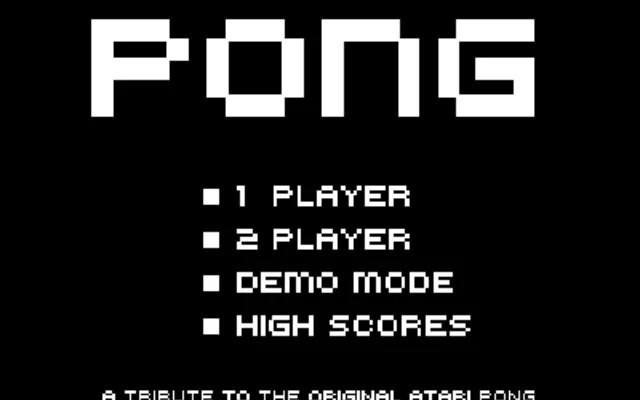 PONG
1 PLAYER
2 PLAYER
DEMO MODE
HIGH SCORES
A TRIBUTE TO THE ORIGINAL ATARI PONG